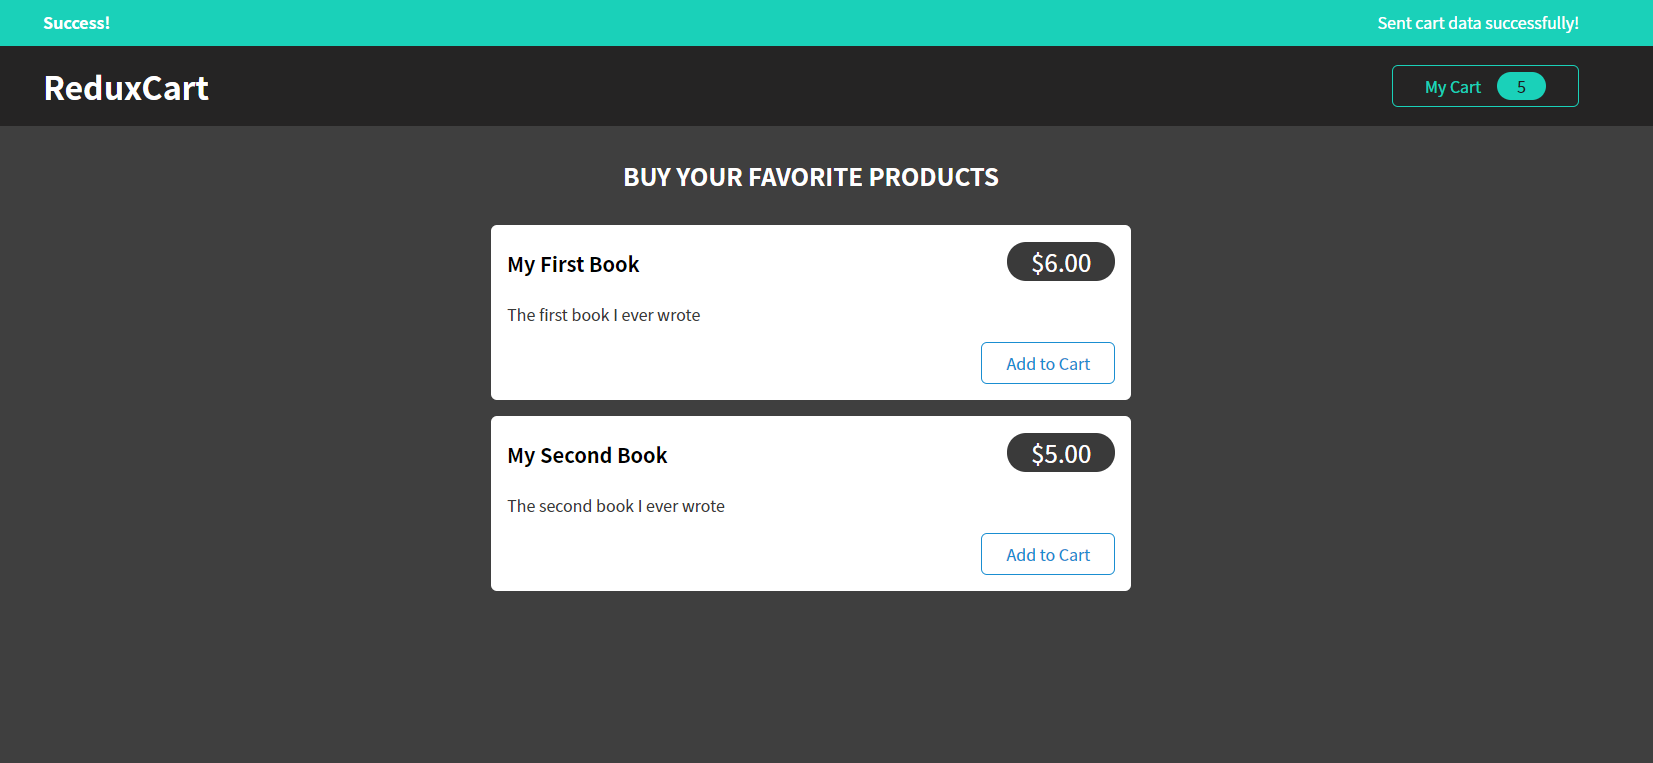 Success! Sent cart data successfully!
ReduxCart My Cart 5
BUY YOUR FAVORITE PRODUCTS
My First Book $6.00
The first book I ever wrote
Add to Cart
My Second Book $5.00
The second book I ever wrote
Add to Cart